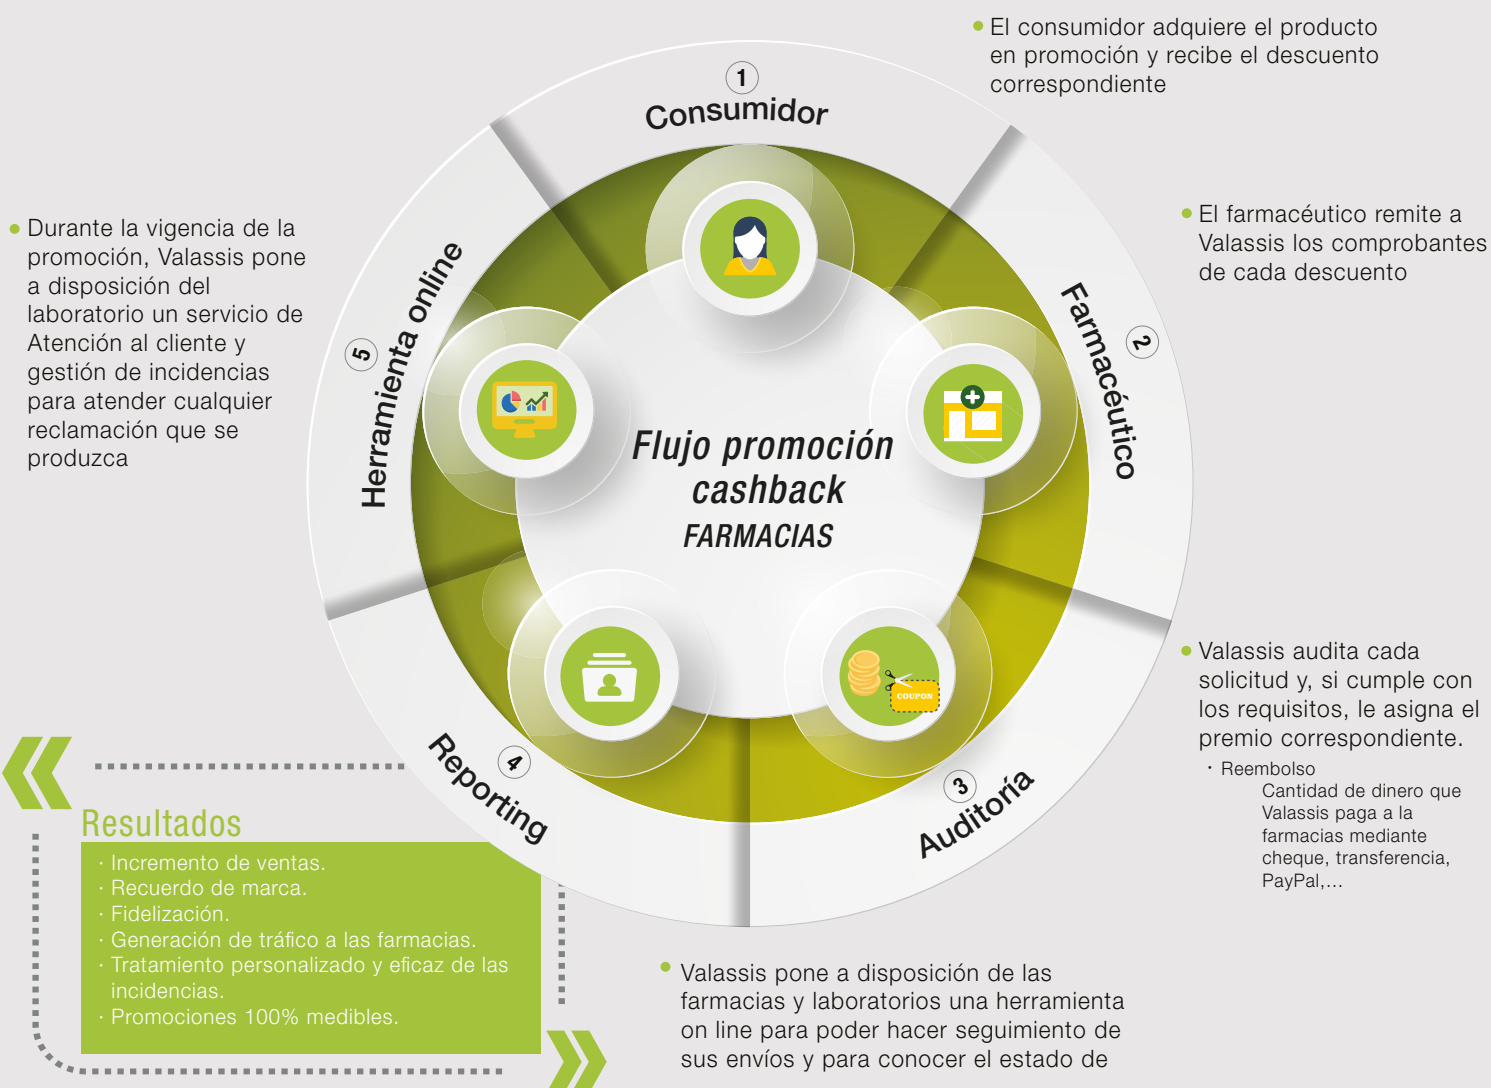 El consumidor adquiere el producto
en promoción y recibe el descuento
correspondiente
1
Consumidor
El farmacéutico remite a
Valassis los comprobantes
de cada descuento
2
Farmacéutico
Durante la vigencia de la
promoción, Valassis pone
a disposición del
laboratorio un servicio de
Atención al cliente y
gestión de incidencias
para atender cualquier
reclamación que se
produzca
5
Herramienta online
Flujo promoción
cashback
FARMACIAS
COUPON
Valassis audita cada
solicitud y, si cumple con
los requisitos, le asigna el
premio correspondiente.
· Reembolso
Cantidad de dinero que
Valassis paga a la
farmacias mediante
cheque, transferencia,
PayPal,...
3
Auditoría
4
Reporting
Resultados
· Incremento de ventas.
· Recuerdo de marca.
· Fidelización.
· Generación de tráfico a las farmacias.
· Tratamiento personalizado y eficaz de las
incidencias.
· Promociones 100% medibles.
Valassis pone a disposición de las
farmacias y laboratorios una herramienta
on line para poder hacer seguimiento de
sus envíos y para conocer el estado de